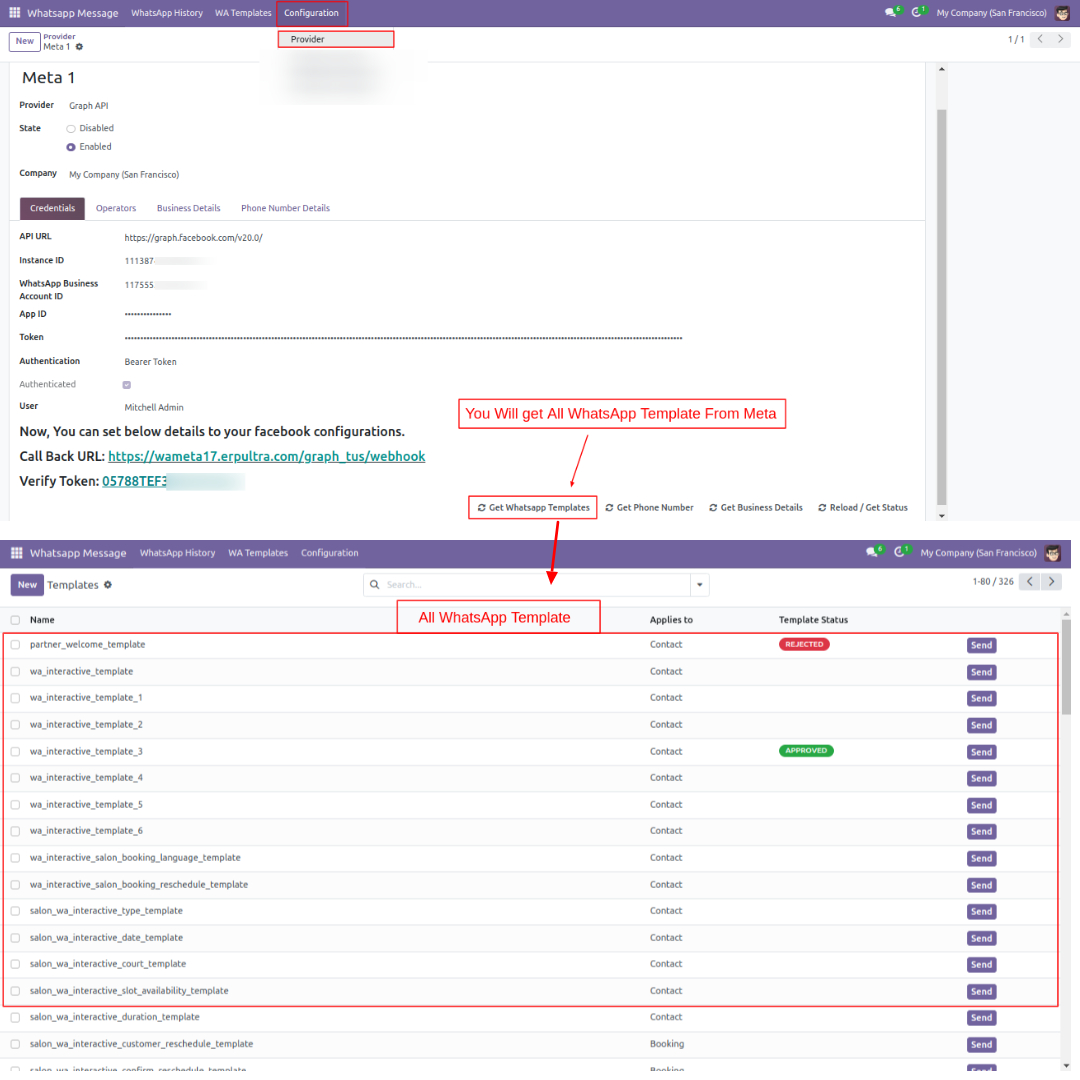 Whatsapp Message WhatsApp History WA Templates Configuration 6 1 My Company (San Francisco)
Provider
New Provider
Meta 1
1 / 1
Meta 1
Provider Graph API
State Disabled
Enabled
Company My Company (San Francisco)
Credentials Operators Business Details Phone Number Details
API URL https://graph.facebook.com/v20.0/
Instance ID 111387
WhatsApp Business Account ID 117555
App ID •••••••••••••••
Token
Authentication Bearer Token
Authenticated
User Mitchell Admin
You Will get All WhatsApp Template From Meta
Now, You can set below details to your facebook configurations.
Call Back URL: https://wameta17.erpultra.com/graph_tus/webhook
Verify Token: 05788TEF3
Get Whatsapp Templates Get Phone Number Get Business Details Reload / Get Status
Whatsapp Message WhatsApp History WA Templates Configuration 6 1 My Company (San Francisco)
New Templates Search... 1-80 / 326
All WhatsApp Template
Name Applies to Template Status
partner_welcome_template Contact REJECTED Send
wa_interactive_template Contact Send
wa_interactive_template_1 Contact Send
wa_interactive_template_2 Contact Send
wa_interactive_template_3 Contact APPROVED Send
wa_interactive_template_4 Contact Send
wa_interactive_template_5 Contact Send
wa_interactive_template_6 Contact Send
wa_interactive_salon_booking_language_template Contact Send
wa_interactive_salon_booking_reschedule_template Contact Send
salon_wa_interactive_type_template Contact Send
salon_wa_interactive_date_template Contact Send
salon_wa_interactive_court_template Contact Send
salon_wa_interactive_slot_availability_template Contact Send
salon_wa_interactive_duration_template Contact Send
salon_wa_interactive_customer_reschedule_template Booking Send
salon_wa_interactive_confirm_reschedule_template Booking Send